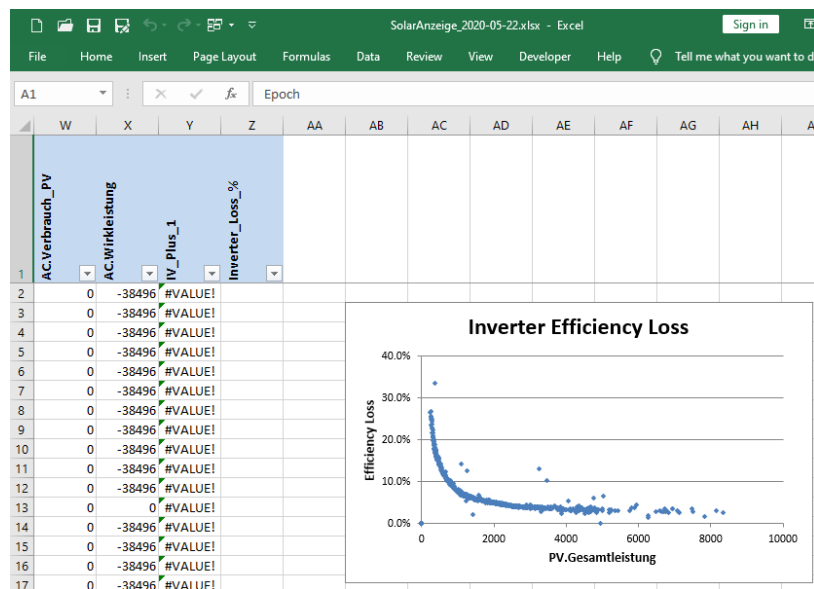 SolarAnzeige_2020-05-22.xlsx - Excel
Sign in
File Home Insert Page Layout Formulas Data Review View Developer Help Tell me what you want to d
A1 fx Epoch
W X Y Z AA AB AC AD AE AF AG AH A
1 AC.Verbrauch_PV AC.Wirkleistung IV_Plus_1 Inverter_Loss_%
2 0 -38496 #VALUE!
3 0 -38496 #VALUE!
4 0 -38496 #VALUE!
5 0 -38496 #VALUE!
6 0 -38496 #VALUE!
7 0 -38496 #VALUE!
8 0 -38496 #VALUE!
9 0 -38496 #VALUE!
10 0 -38496 #VALUE!
11 0 -38496 #VALUE!
12 0 -38496 #VALUE!
13 0 0 #VALUE!
14 0 -38496 #VALUE!
15 0 -38496 #VALUE!
16 0 -38496 #VALUE!
17 0 -38496 #VALUE!
Inverter Efficiency Loss
Efficiency Loss
40.0%
30.0%
20.0%
10.0%
0.0%
0 2000 4000 6000 8000 10000
PV.Gesamtleistung